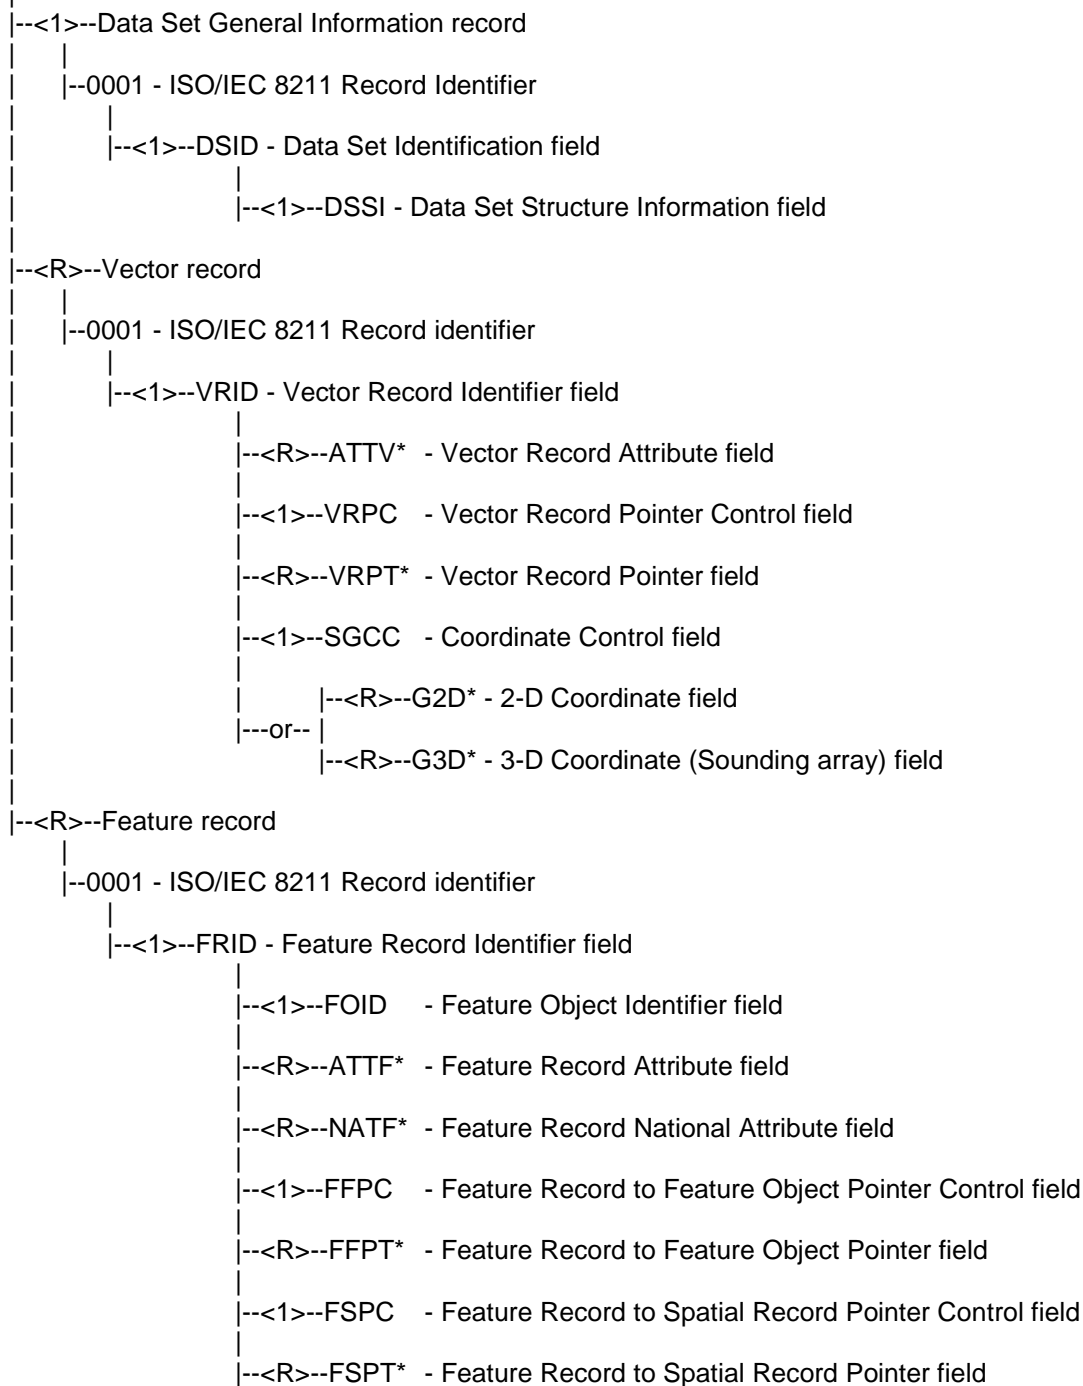 |--<1>--Data Set General Information record
|--0001 - ISO/IEC 8211 Record Identifier
|--<1>--DSID - Data Set Identification field
|--<1>--DSSI - Data Set Structure Information field
|--<R>--Vector record
|--0001 - ISO/IEC 8211 Record identifier
|--<1>--VRID - Vector Record Identifier field
|--<R>--ATTV* - Vector Record Attribute field
|--<1>--VRPC - Vector Record Pointer Control field
|--<R>--VRPT* - Vector Record Pointer field
|--<1>--SGCC - Coordinate Control field
|--<R>--G2D* - 2-D Coordinate field
|---or-- |
|--<R>--G3D* - 3-D Coordinate (Sounding array) field
|--<R>--Feature record
|--0001 - ISO/IEC 8211 Record identifier
|--<1>--FRID - Feature Record Identifier field
|--<1>--FOID - Feature Object Identifier field
|--<R>--ATTF* - Feature Record Attribute field
|--<R>--NATF* - Feature Record National Attribute field
|--<1>--FFPC - Feature Record to Feature Object Pointer Control field
|--<R>--FFPT* - Feature Record to Feature Object Pointer field
|--<1>--FSPC - Feature Record to Spatial Record Pointer Control field
|--<R>--FSPT* - Feature Record to Spatial Record Pointer field